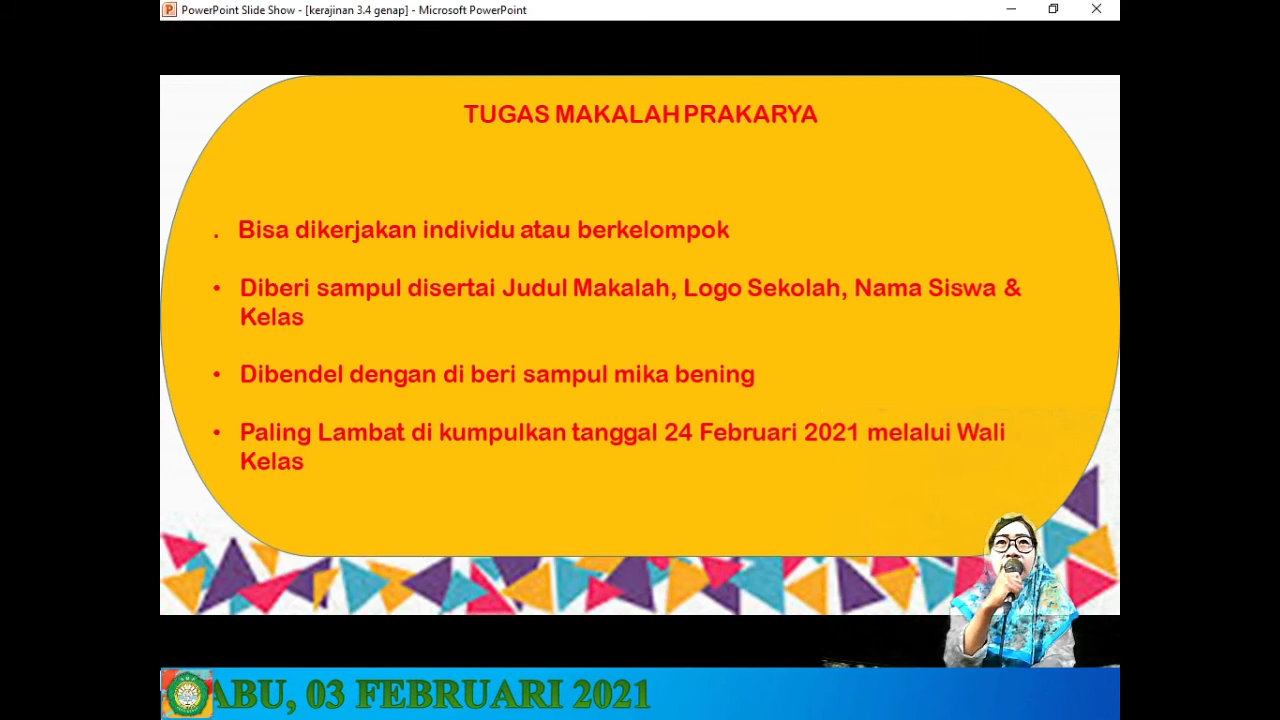 PowerPoint Slide Show - [kerajinan 3.4 genap] - Microsoft PowerPoint
TUGAS MAKALAH PRAKARYA
. Bisa dikerjakan individu atau berkelompok
• Diberi sampul disertai Judul Makalah, Logo Sekolah, Nama Siswa &
Kelas
• Dibendel dengan di beri sampul mika bening
• Paling Lambat di kumpulkan tanggal 24 Februari 2021 melalui Wali
Kelas
ABU, 03 FEBRUARI 2021